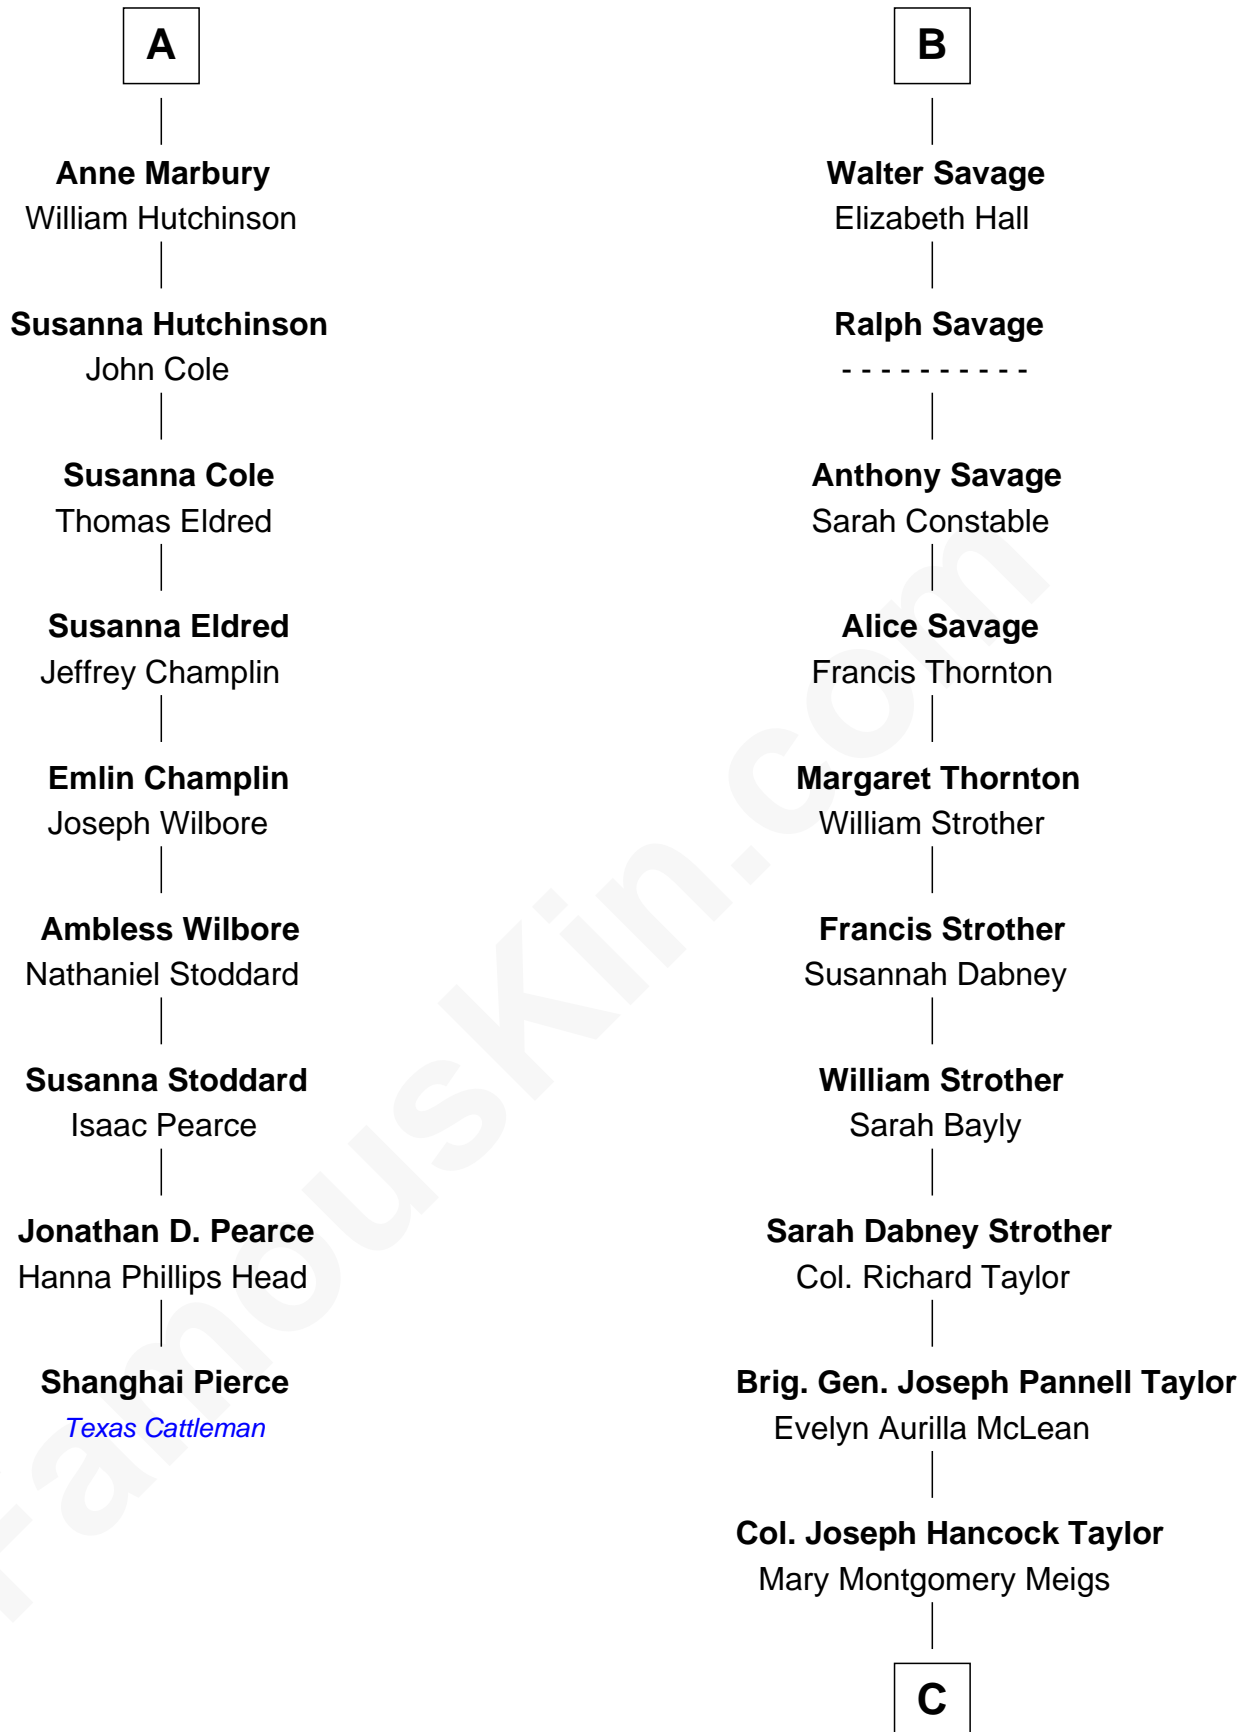 A
Anne Marbury
William Hutchinson
Susanna Hutchinson
John Cole
Susanna Cole
Thomas Eldred
Susanna Eldred
Jeffrey Champlin
Emlin Champlin
Joseph Wilbore
Ambless Wilbore
Nathaniel Stoddard
Susanna Stoddard
Isaac Pearce
Jonathan D. Pearce
Hanna Phillips Head
Shanghai Pierce
Texas Cattleman
B
Walter Savage
Elizabeth Hall
Ralph Savage
- - - - - - - - - -
Anthony Savage
Sarah Constable
Alice Savage
Francis Thornton
Margaret Thornton
William Strother
Francis Strother
Susannah Dabney
William Strother
Sarah Bayly
Sarah Dabney Strother
Col. Richard Taylor
Brig. Gen. Joseph Pannell Taylor
Evelyn Aurilla McLean
Col. Joseph Hancock Taylor
Mary Montgomery Meigs
C
FamousKin.com